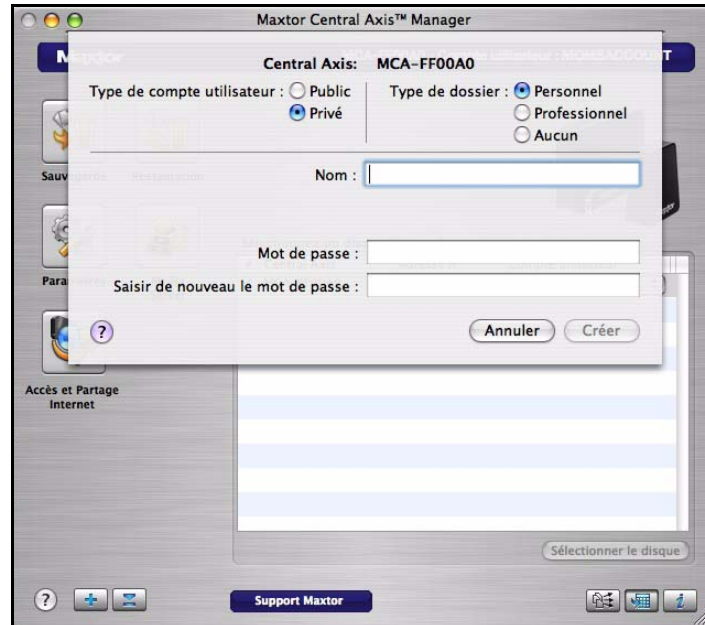 Maxtor Central Axis™ Manager
Central Axis: MCA-FF00A0
Type de compte utilisateur : Public
Privé
Type de dossier : Personnel
Professionnel
Aucun
Nom :
Mot de passe :
Saisir de nouveau le mot de passe :
? Annuler Créer
Accès et Partage
Internet
Sélectionner le disque
? Support Maxtor i